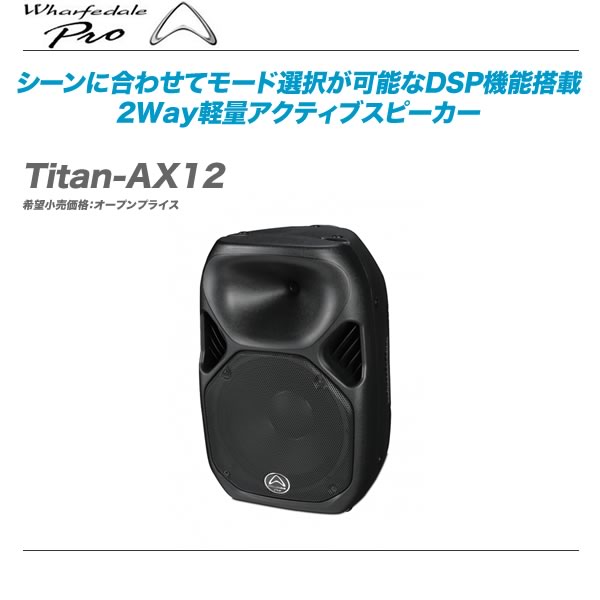 Wharfedale
Pro
シーンに合わせてモード選択が可能なDSP機能搭載
2Way軽量アクティブスピーカー
Titan-AX12
希望小売価格：オープンプライス